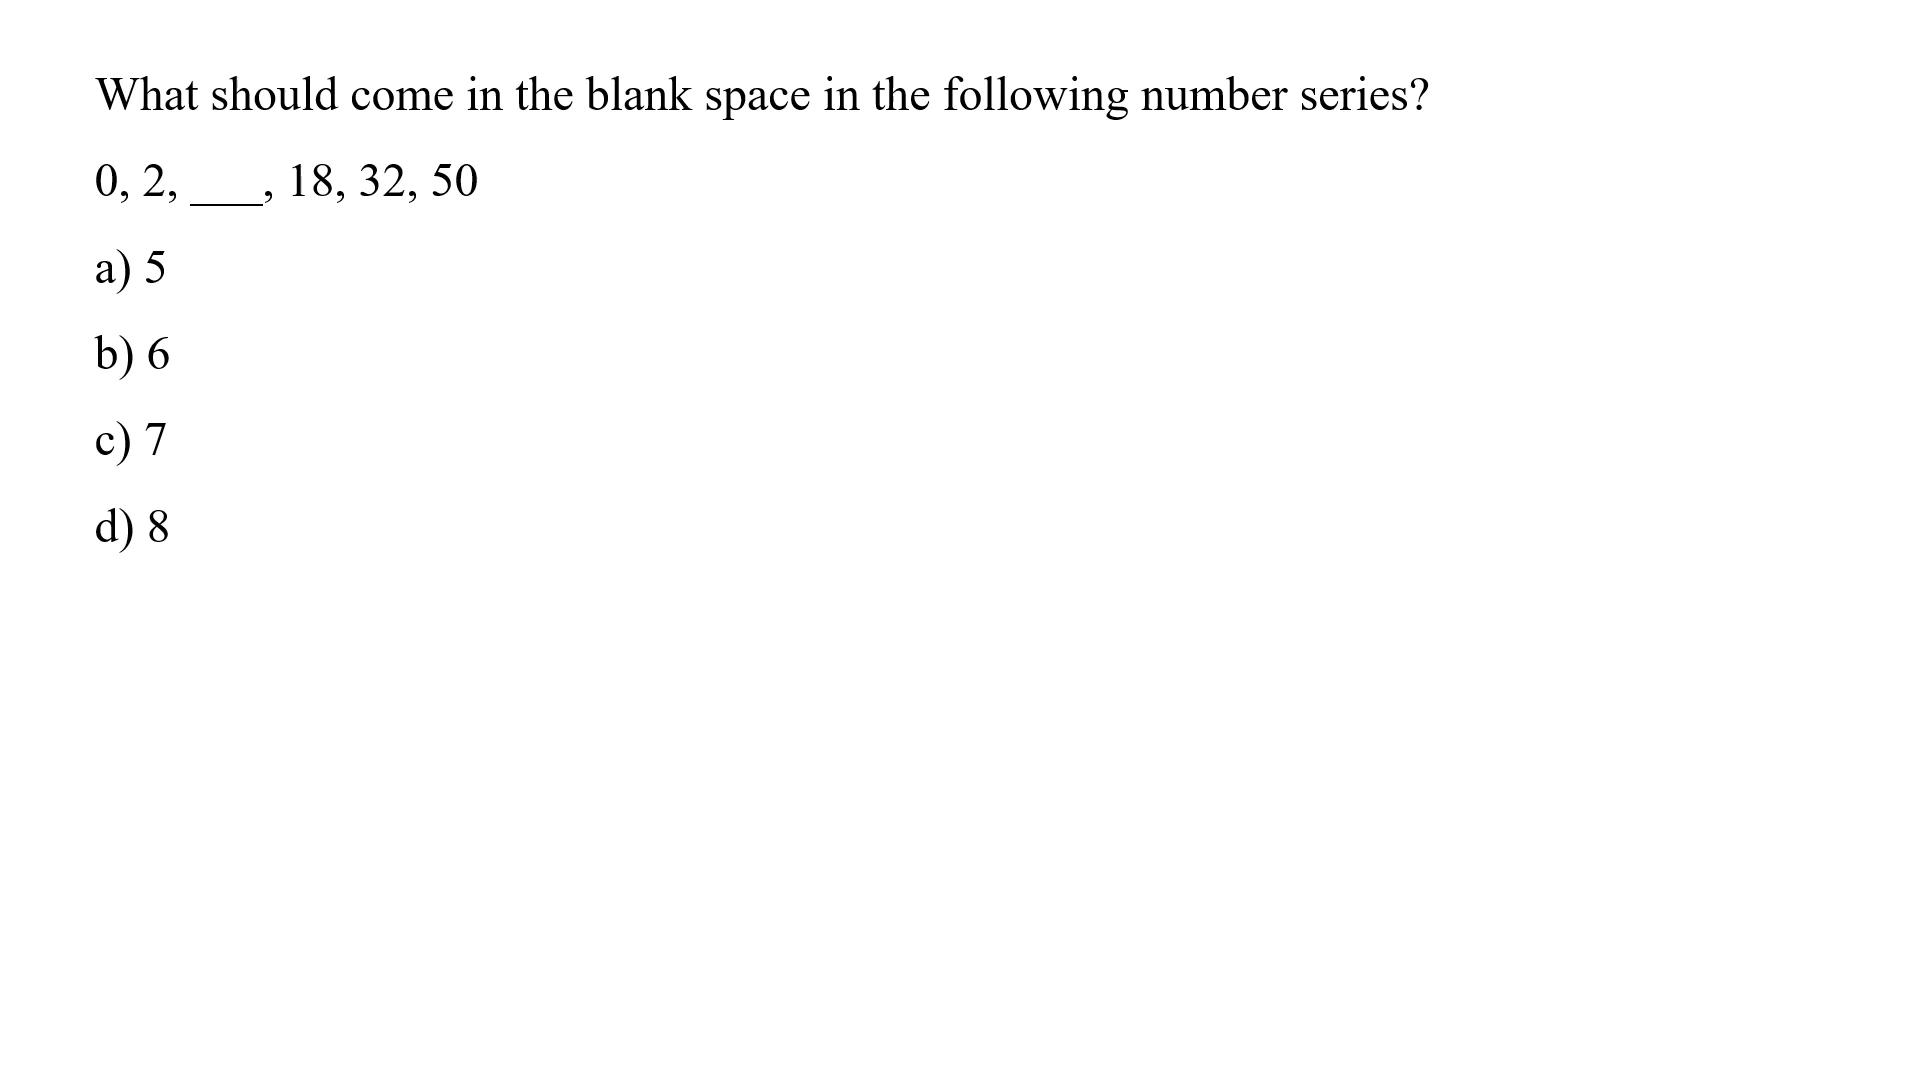 What should come in the blank space in the following number series?
0, 2, ___, 18, 32, 50
a) 5
b) 6
c) 7
d) 8